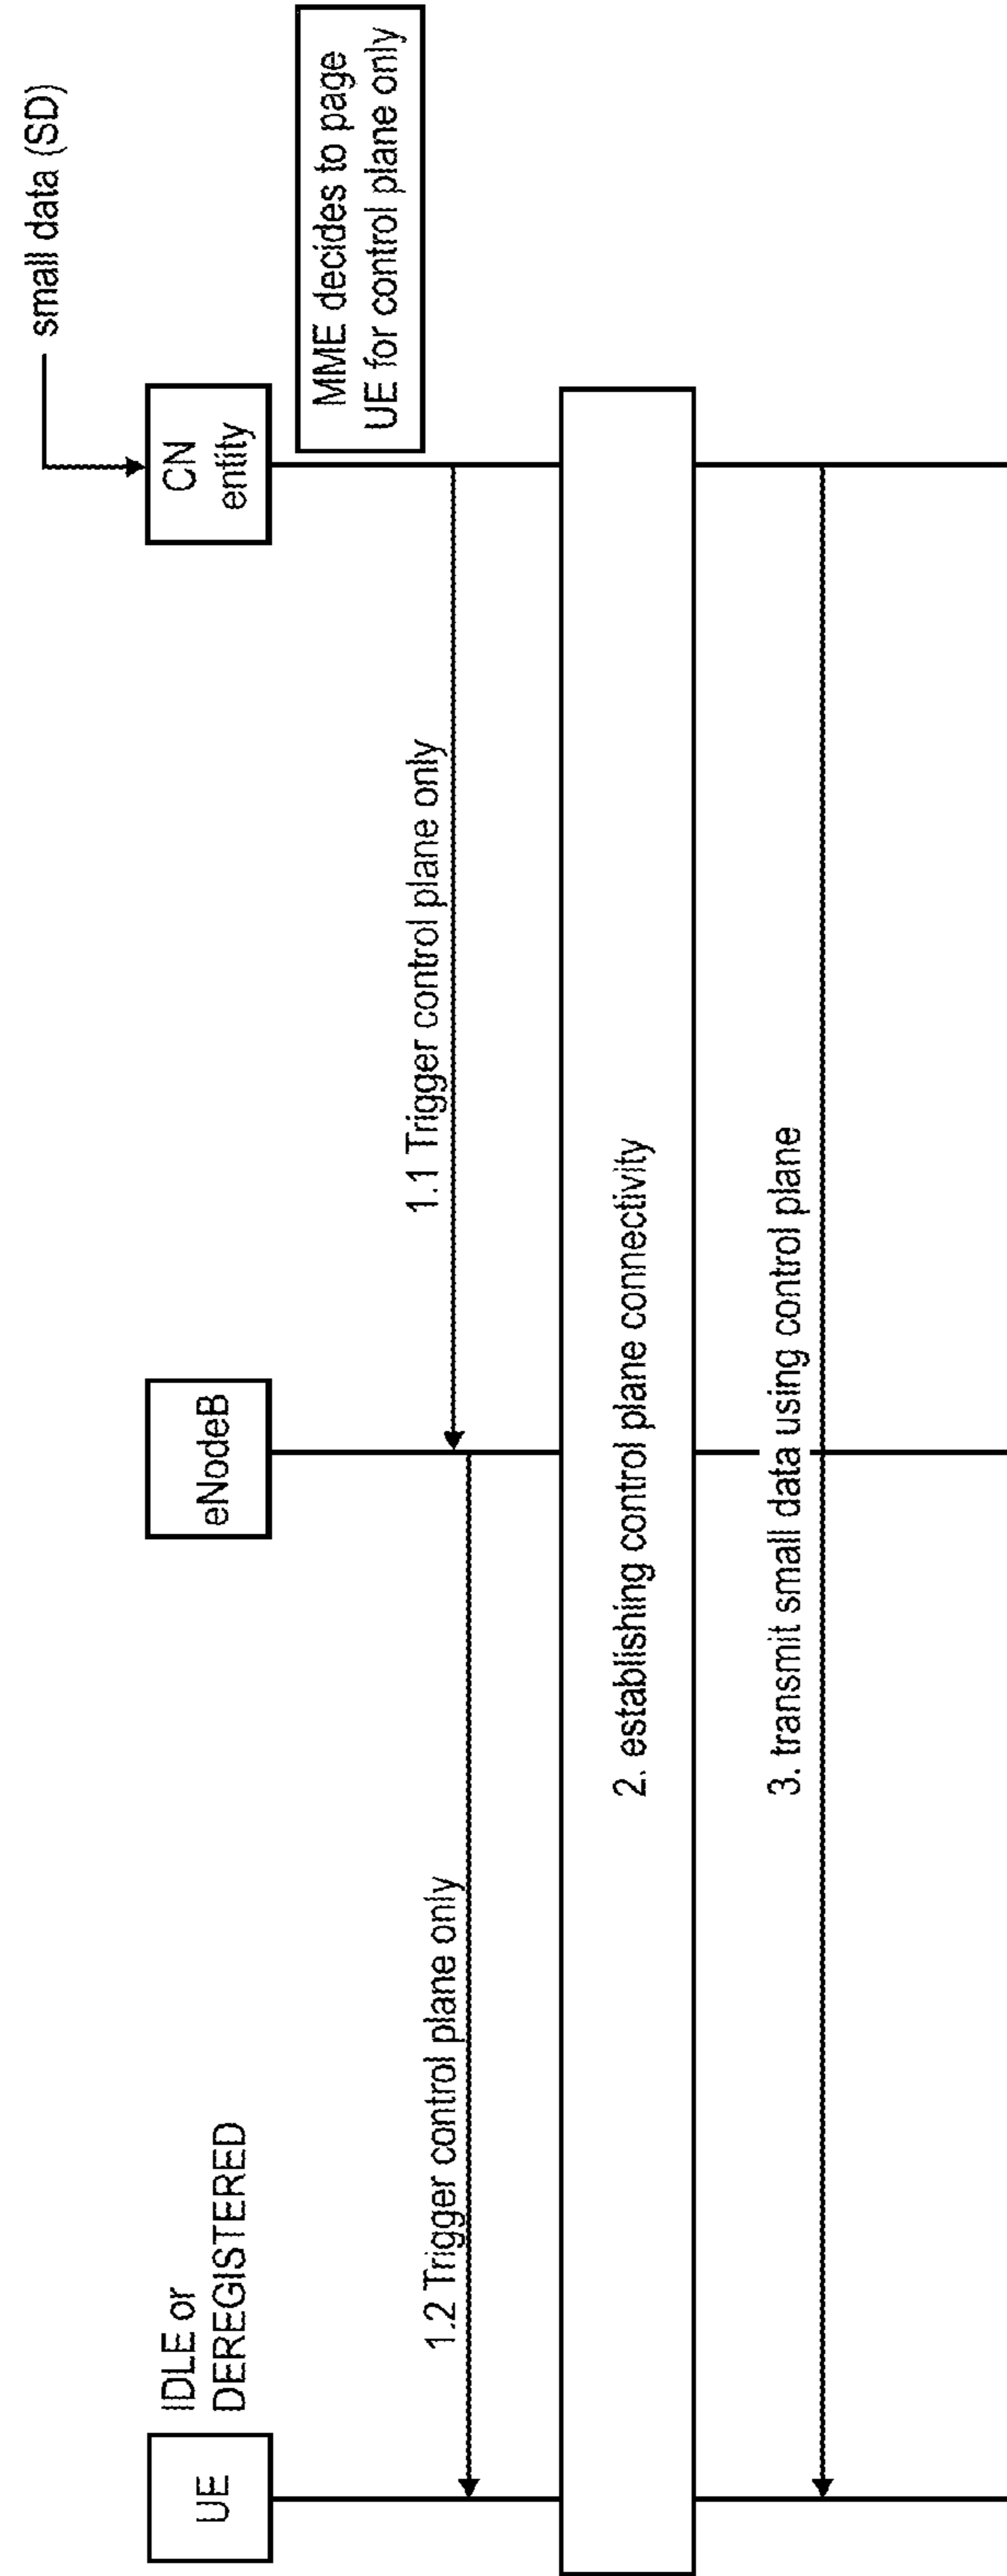 small data (SD)
IDLE or
DEREGISTERED
UE
eNodeB
CN
entity
MME decides to page
UE for control plane only
1.1 Trigger control plane only
1.2 Trigger control plane only
2. establishing control plane connectivity
3. transmit small data using control plane